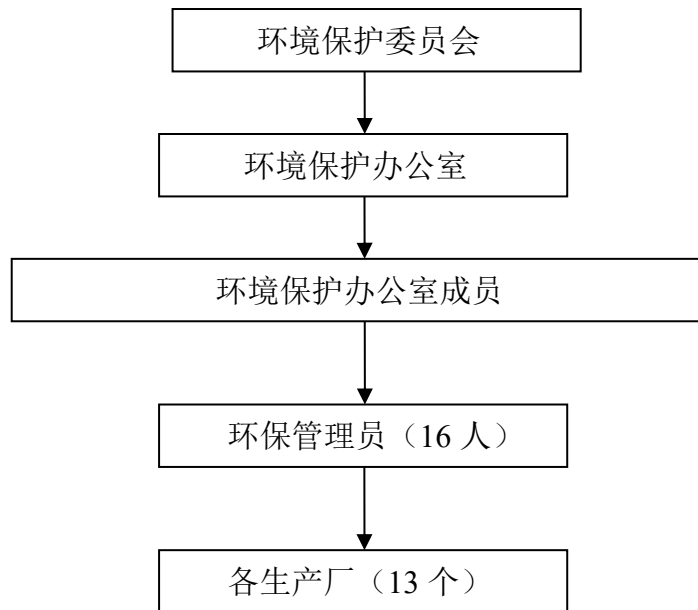 环境保护委员会
环境保护办公室
环境保护办公室成员
环保管理员（16 人）
各生产厂（13 个）